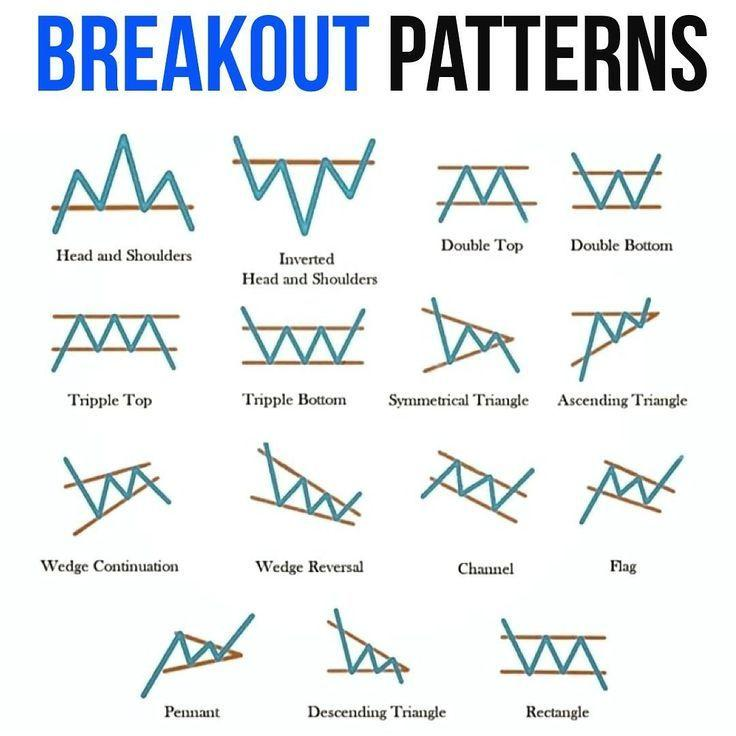 BREAKOUT PATTERNS
Head and Shoulders
Inverted
Head and Shoulders
Double Top
Double Bottom
Tripple Top
Tripple Bottom
Symmetrical Triangle
Ascending Triangle
Wedge Continuation
Wedge Reversal
Channel
Flag
Pennant
Descending Triangle
Rectangle